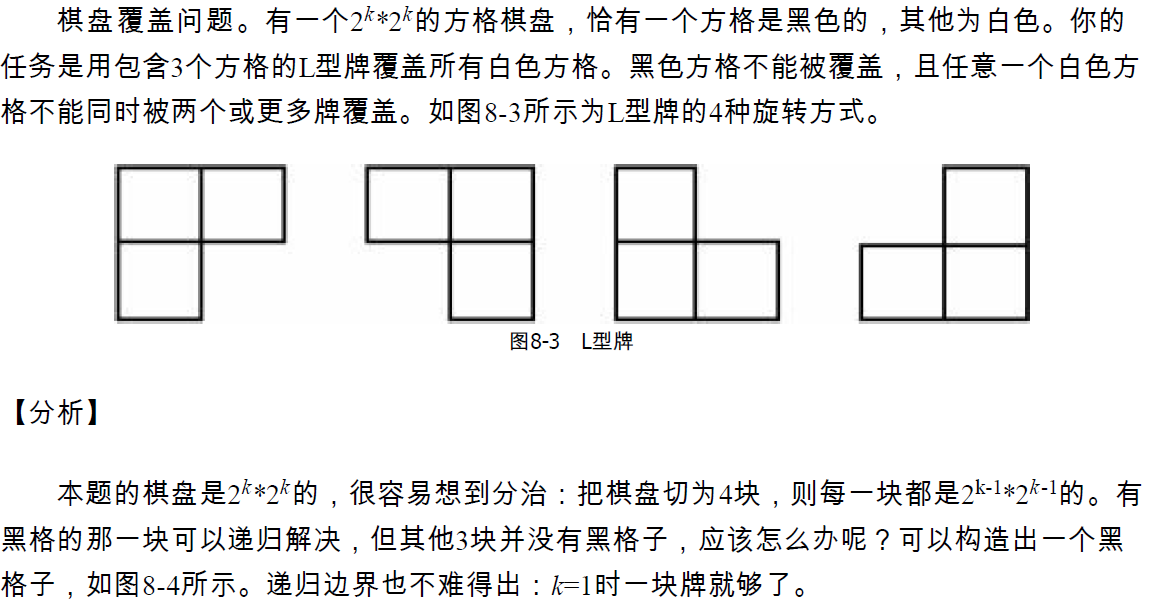 棋盘覆盖问题。有一个2ᵏ*2ᵏ的方格棋盘，恰有一个方格是黑色的，其他为白色。你的
任务是用包含3个方格的L型牌覆盖所有白色方格。黑色方格不能被覆盖，且任意一个白色方
格不能同时被两个或更多牌覆盖。如图8-3所示为L型牌的4种旋转方式。
图8-3 L型牌
【分析】
本题的棋盘是2ᵏ*2ᵏ的，很容易想到分治：把棋盘切为4块，则每一块都是2ᵏ⁻¹*2ᵏ⁻¹的。有
黑格的那一块可以递归解决，但其他3块并没有黑格子，应该怎么办呢？可以构造出一个黑
格子，如图8-4所示。递归边界也不难得出：k=1时一块牌就够了。